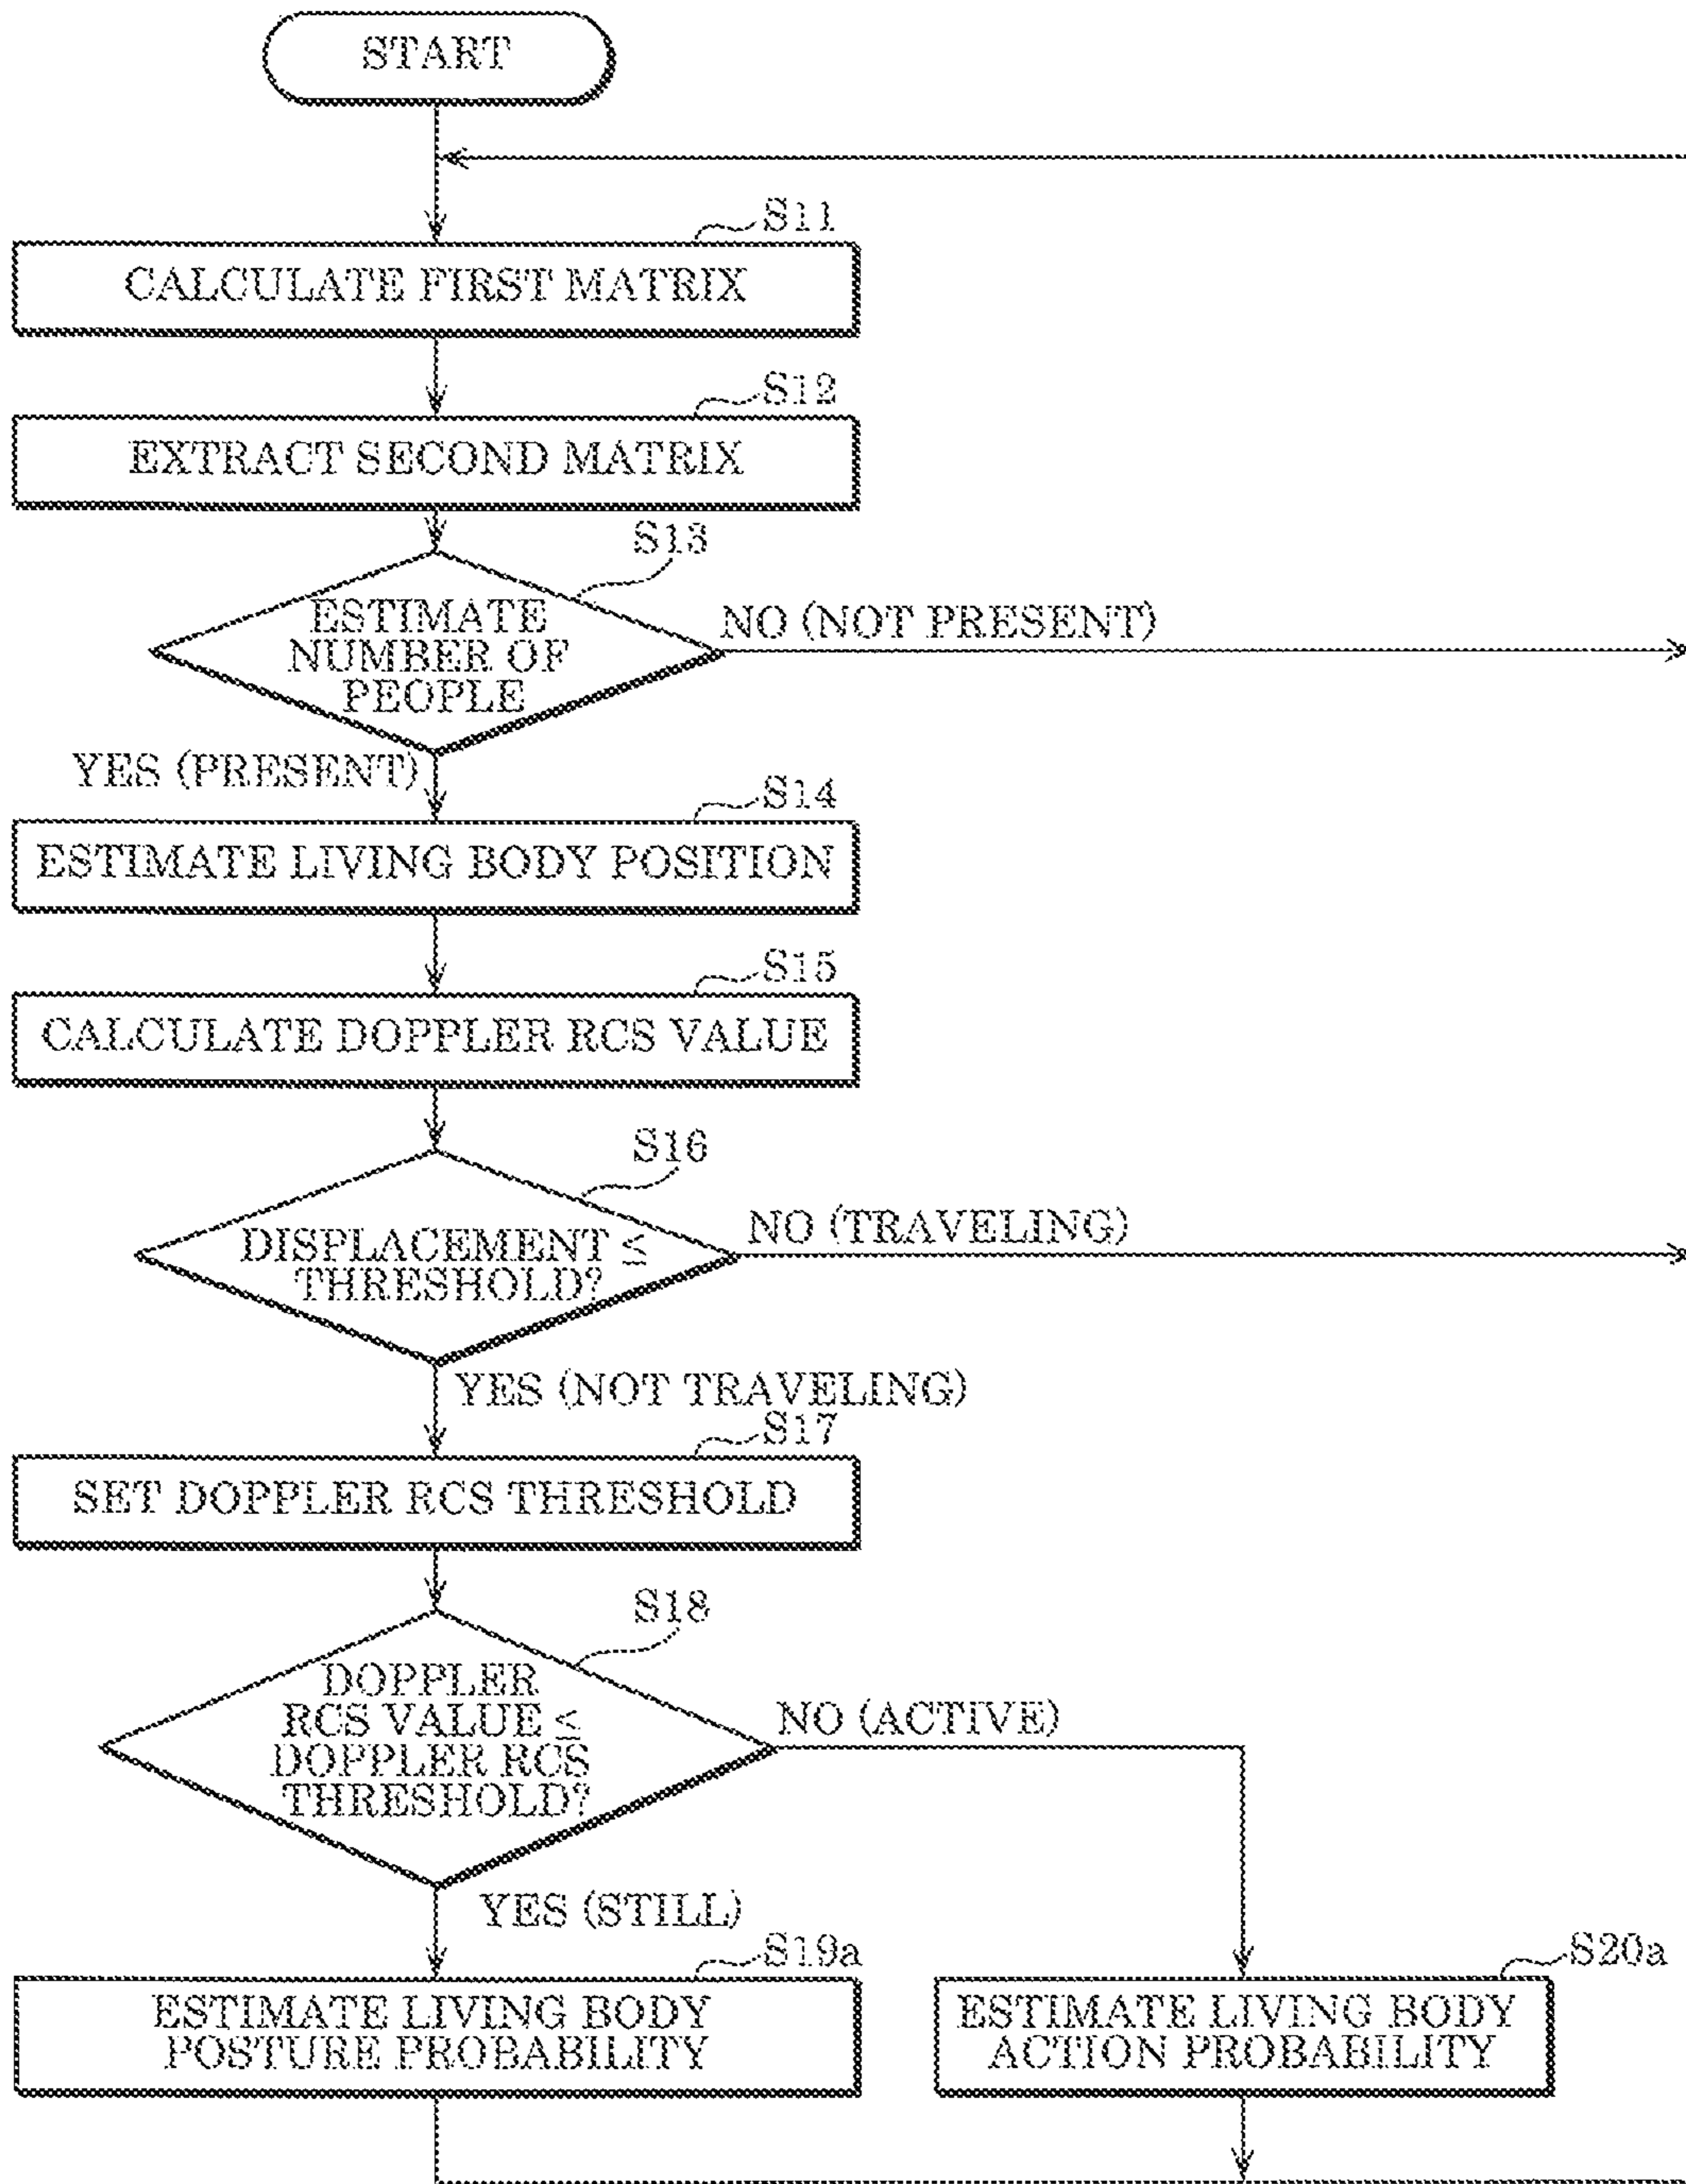 START
S11
CALCULATE FIRST MATRIX
S12
EXTRACT SECOND MATRIX
S13
ESTIMATE
NUMBER OF
PEOPLE
NO (NOT PRESENT)
YES (PRESENT)
S14
ESTIMATE LIVING BODY POSITION
S15
CALCULATE DOPPLER RCS VALUE
S16
DISPLACEMENT ≤
THRESHOLD?
NO (TRAVELING)
YES (NOT TRAVELING)
S17
SET DOPPLER RCS THRESHOLD
S18
DOPPLER
RCS VALUE ≤
DOPPLER RCS
THRESHOLD?
NO (ACTIVE)
YES (STILL)
S19a
ESTIMATE LIVING BODY
POSTURE PROBABILITY
S20a
ESTIMATE LIVING BODY
ACTION PROBABILITY